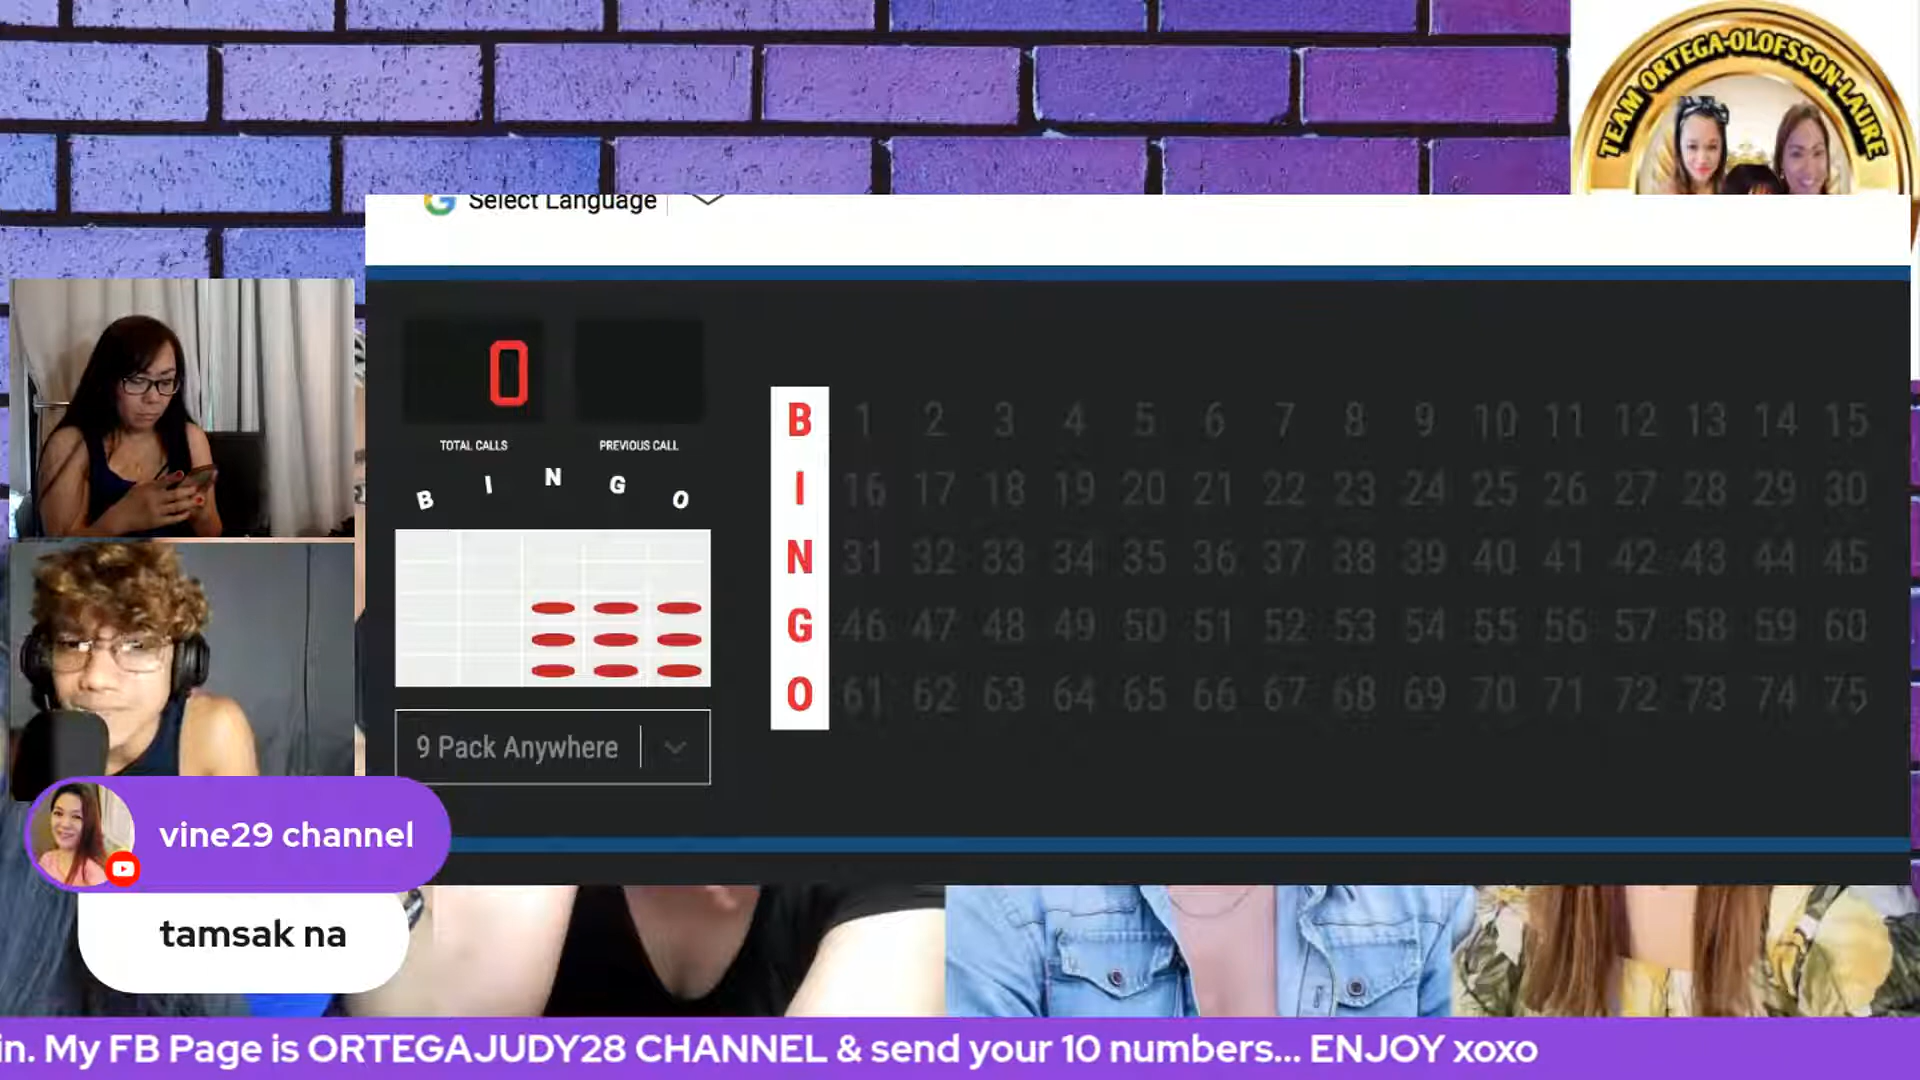 TEAM ORTEGA-OLOFSSON-LAURE
Select Language
0
TOTAL CALLS
PREVIOUS CALL
B I N G O
9 Pack Anywhere
B 1 2 3 4 5 6 7 8 9 10 11 12 13 14 15
I 16 17 18 19 20 21 22 23 24 25 26 27 28 29 30
N 31 32 33 34 35 36 37 38 39 40 41 42 43 44 45
G 46 47 48 49 50 51 52 53 54 55 56 57 58 59 60
O 61 62 63 64 65 66 67 68 69 70 71 72 73 74 75
vine29 channel
tamsak na
in. My FB Page is ORTEGAJUDY28 CHANNEL & send your 10 numbers... ENJOY xoxo